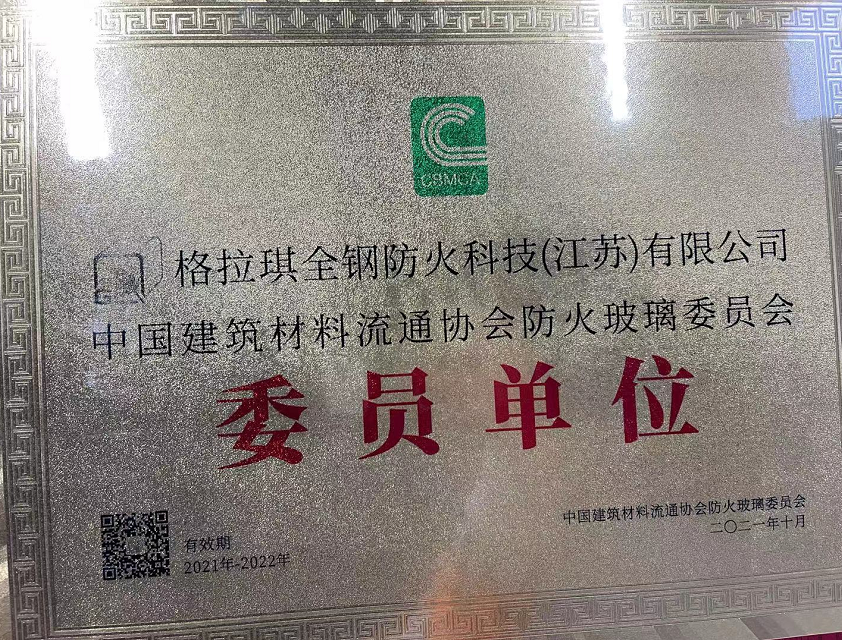 CBMCA
格拉琪全钢防火科技(江苏)有限公司
中国建筑材料流通协会防火玻璃委员会
委员单位
有效期
2021年-2022年
中国建筑材料流通协会防火玻璃委员会
二〇二一年十月